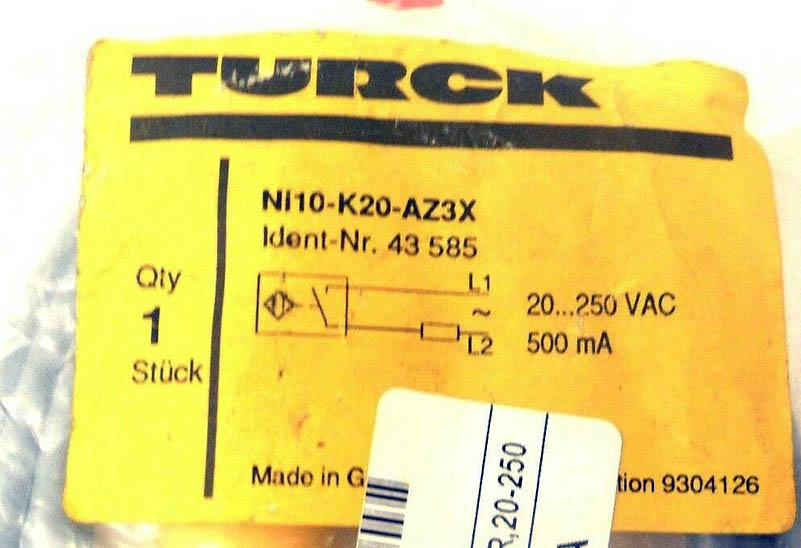 TURCK
Ni10-K20-AZ3X
Ident-Nr. 43 585
Qty
1
Stück
L1
~
L2
20...250 VAC
500 mA
Made in G
tion 9304126
R,20-250